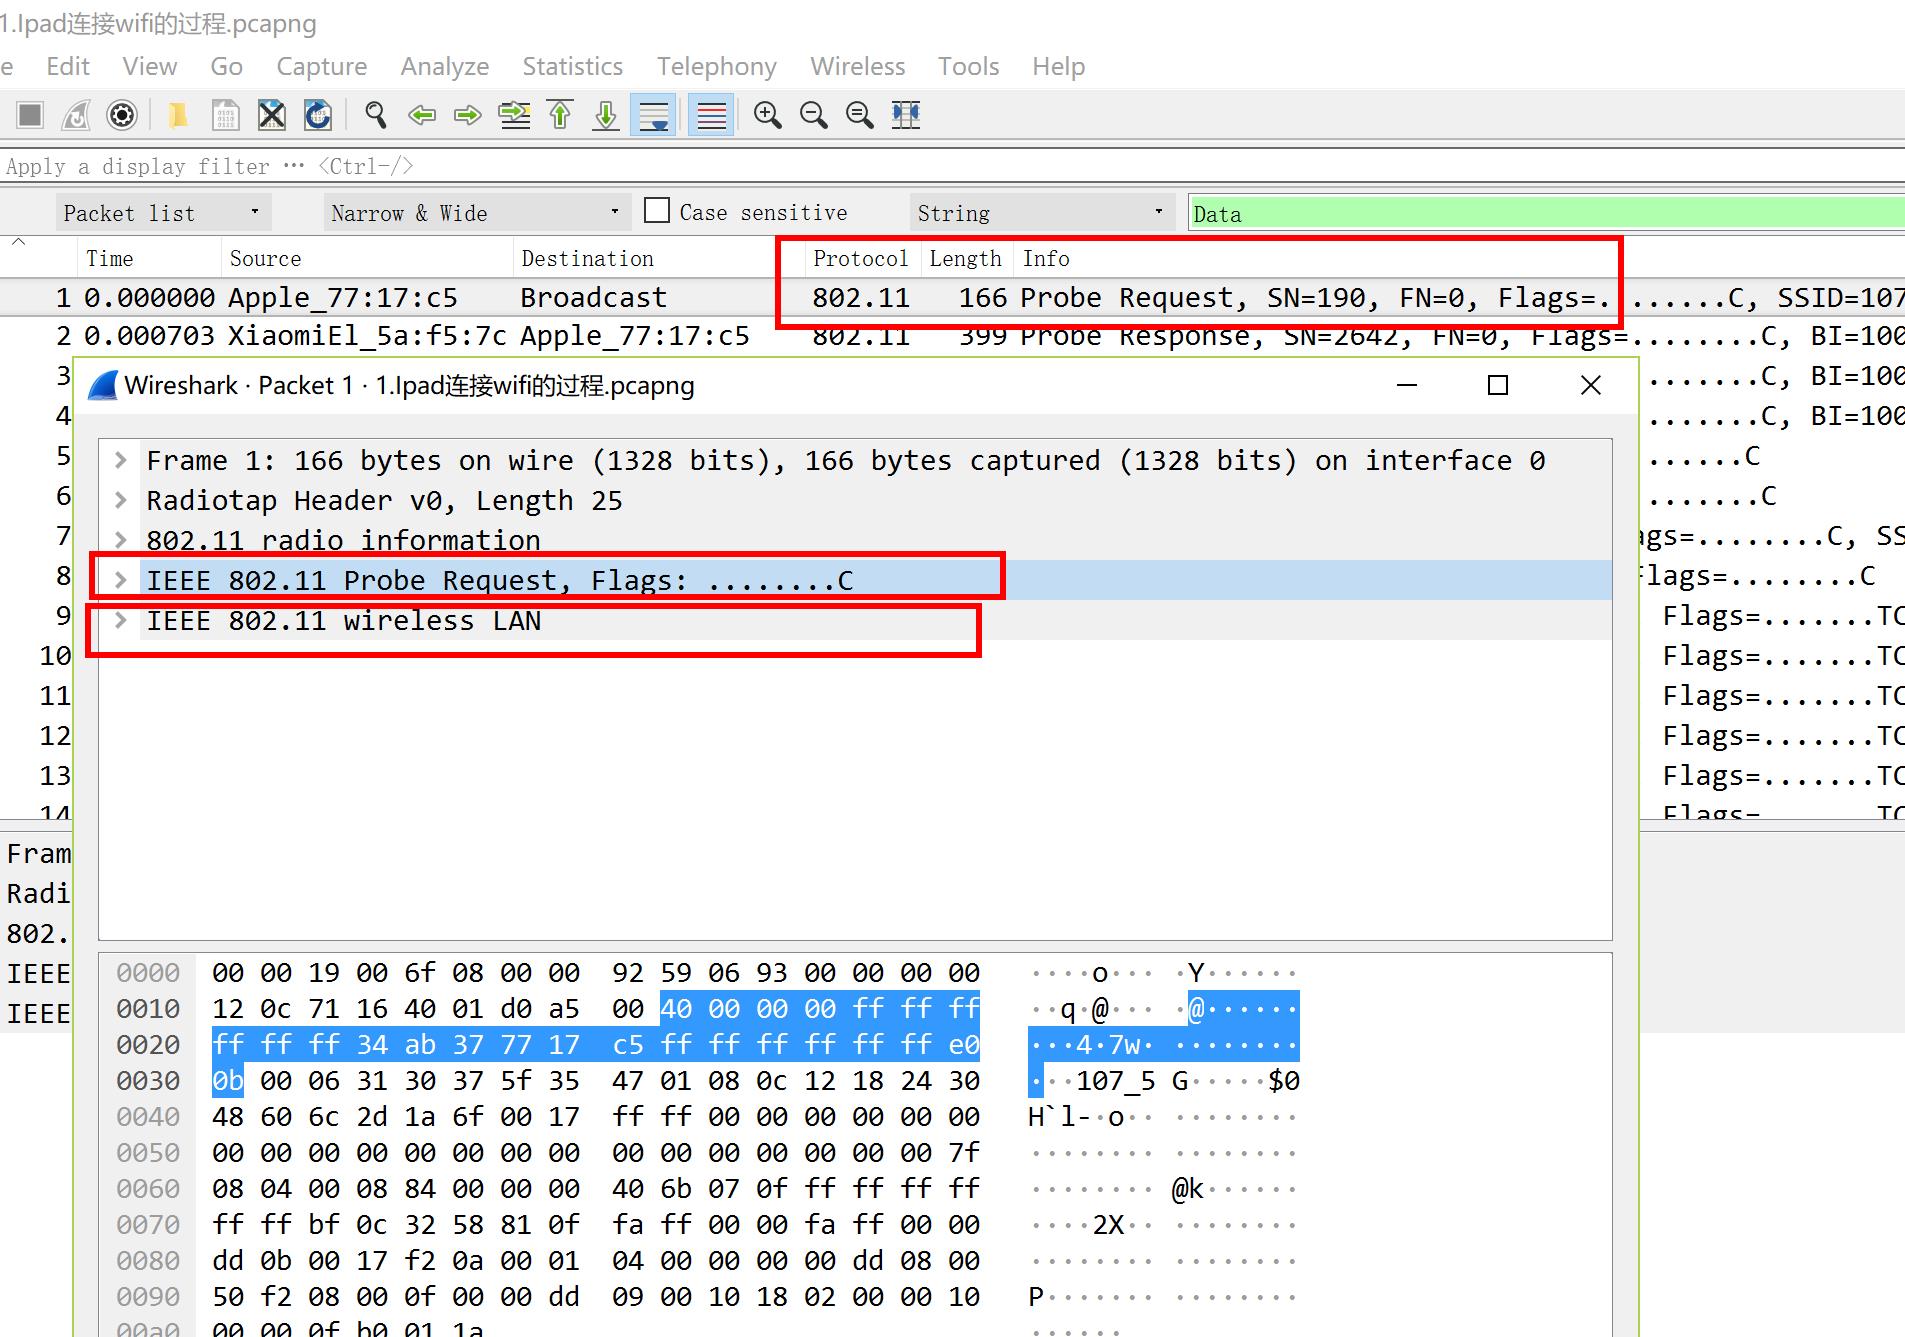 1.Ipad连接wifi的过程.pcapng
e Edit View Go Capture Analyze Statistics Telephony Wireless Tools Help
Apply a display filter ··· <Ctrl-/>
Packet list Narrow & Wide Case sensitive String Data
Time Source Destination Protocol Length Info
1 0.000000 Apple_77:17:c5 Broadcast 802.11 166 Probe Request, SN=190, FN=0, Flags=........C, SSID=107
2 0.000703 XiaomiEl_5a:f5:7c Apple_77:17:c5 802.11 399 Probe Response, SN=2642, FN=0, Flags=........C, BI=100
3 .......C, BI=100
4 .......C, BI=100
5 ......C
6 .......C
7 ags=........C, SS
8 lags=........C
9 Flags=.......TC
10 Flags=.......TC
11 Flags=.......TC
12 Flags=.......TC
13 Flags=.......TC
14 Flags=.......TC
Wireshark · Packet 1 · 1.Ipad连接wifi的过程.pcapng
Frame 1: 166 bytes on wire (1328 bits), 166 bytes captured (1328 bits) on interface 0
Radiotap Header v0, Length 25
802.11 radio information
IEEE 802.11 Probe Request, Flags: ........C
IEEE 802.11 wireless LAN
Fram
Radi
802.
IEEE
IEEE
0000 00 00 19 00 6f 08 00 00 92 59 06 93 00 00 00 00 ····o··· ·Y······
0010 12 0c 71 16 40 01 d0 a5 00 40 00 00 00 ff ff ff ··q·@··· ·@······
0020 ff ff ff 34 ab 37 77 17 c5 ff ff ff ff ff ff e0 ···4·7w· ········
0030 0b 00 06 31 30 37 5f 35 47 01 08 0c 12 18 24 30 ···107_5 G·····$0
0040 48 60 6c 2d 1a 6f 00 17 ff ff 00 00 00 00 00 00 H`l-·o·· ········
0050 00 00 00 00 00 00 00 00 00 00 00 00 00 00 00 7f ········ ········
0060 08 04 00 08 84 00 00 00 40 6b 07 0f ff ff ff ff ········ @k······
0070 ff ff bf 0c 32 58 81 0f fa ff 00 00 fa ff 00 00 ····2X·· ········
0080 dd 0b 00 17 f2 0a 00 01 04 00 00 00 00 dd 08 00 ········ ········
0090 50 f2 08 00 0f 00 00 dd 09 00 10 18 02 00 00 10 P······· ········
00a0 00 00 0f b0 01 1a ······